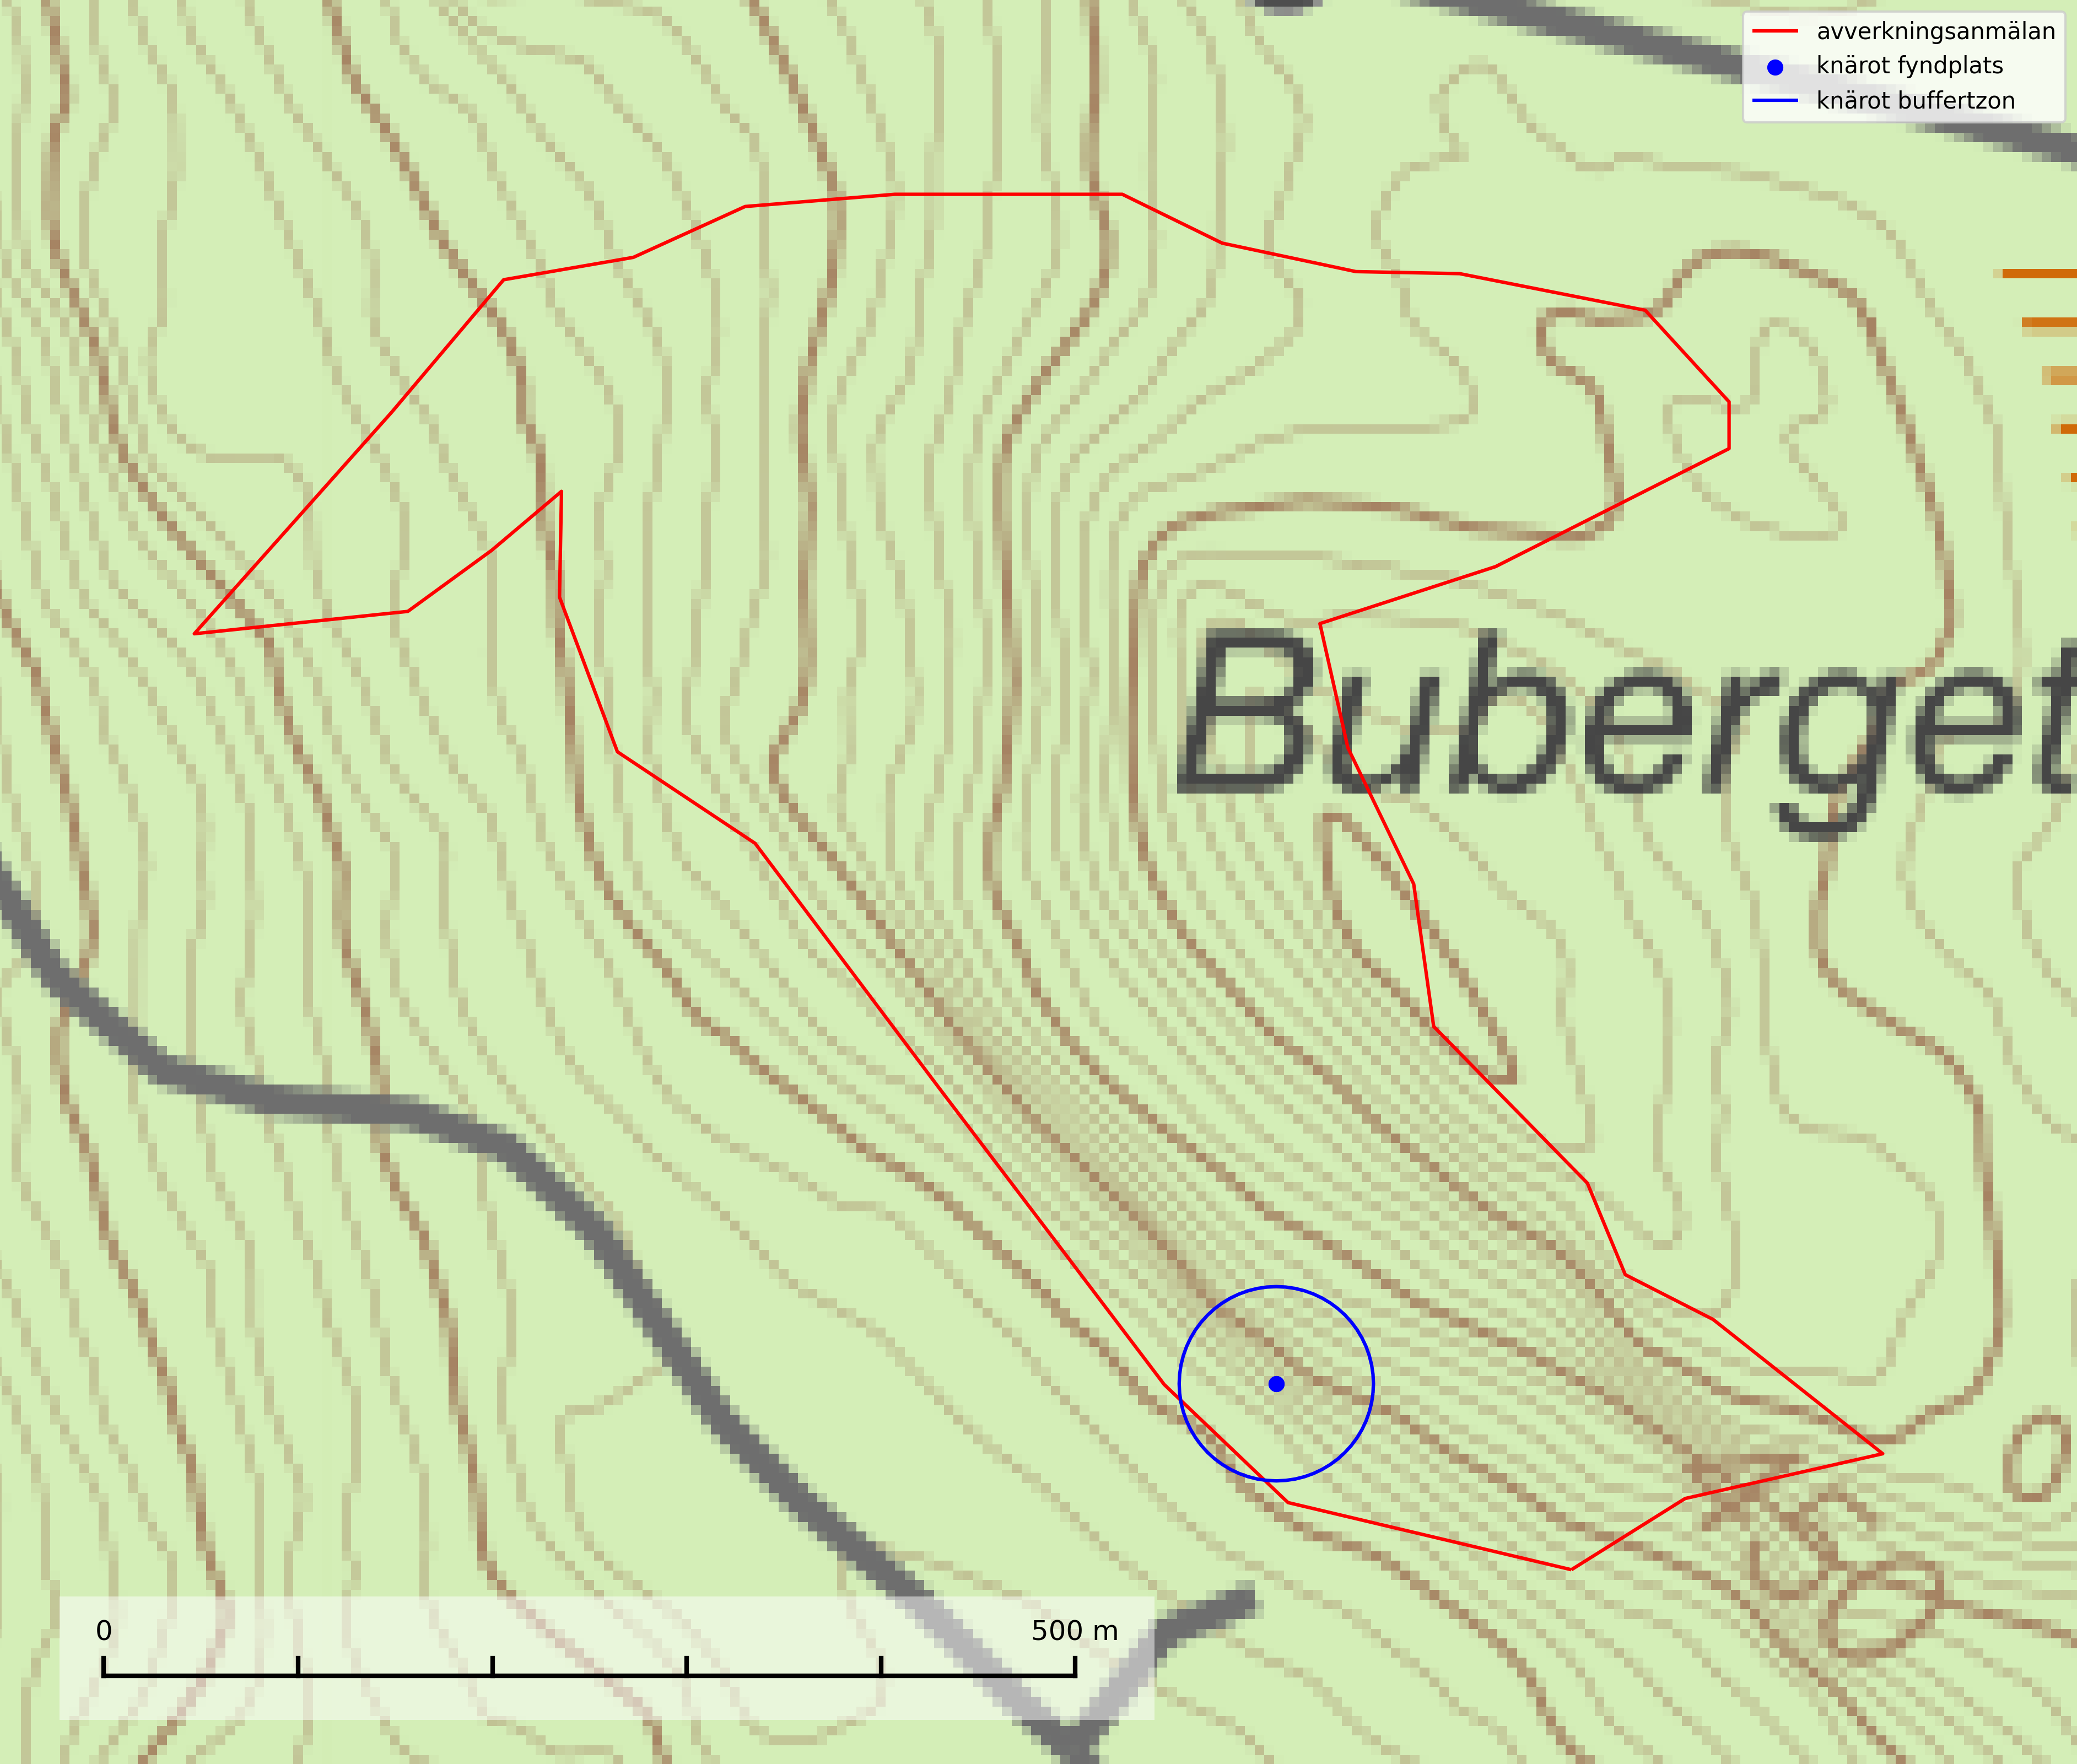 avverkningsanmälan
knärot fyndplats
knärot buffertzon
Buberget
0 500 m